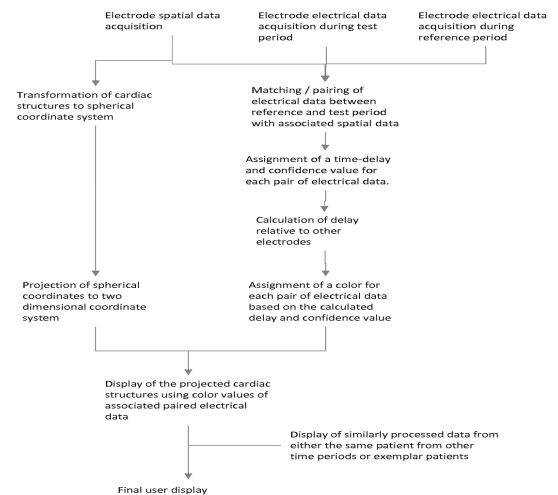 Electrode spatial data
acquisition
Electrode electrical data
acquisition during test
period
Electrode electrical data
acquisition during
reference period
Transformation of cardiac
structures to spherical
coordinate system
Matching / pairing of
electrical data between
reference and test period
with associated spatial data
Assignment of a time-delay
and confidence value for
each pair of electrical data.
Calculation of delay
relative to other
electrodes
Projection of spherical
coordinates to two
dimensional coordinate
system
Assignment of a color for
each pair of electrical data
based on the calculated
delay and confidence value
Display of the projected cardiac
structures using color values of
associated paired electrical
data
Display of similarly processed data from
either the same patient from other
time periods or exemplar patients
Final user display